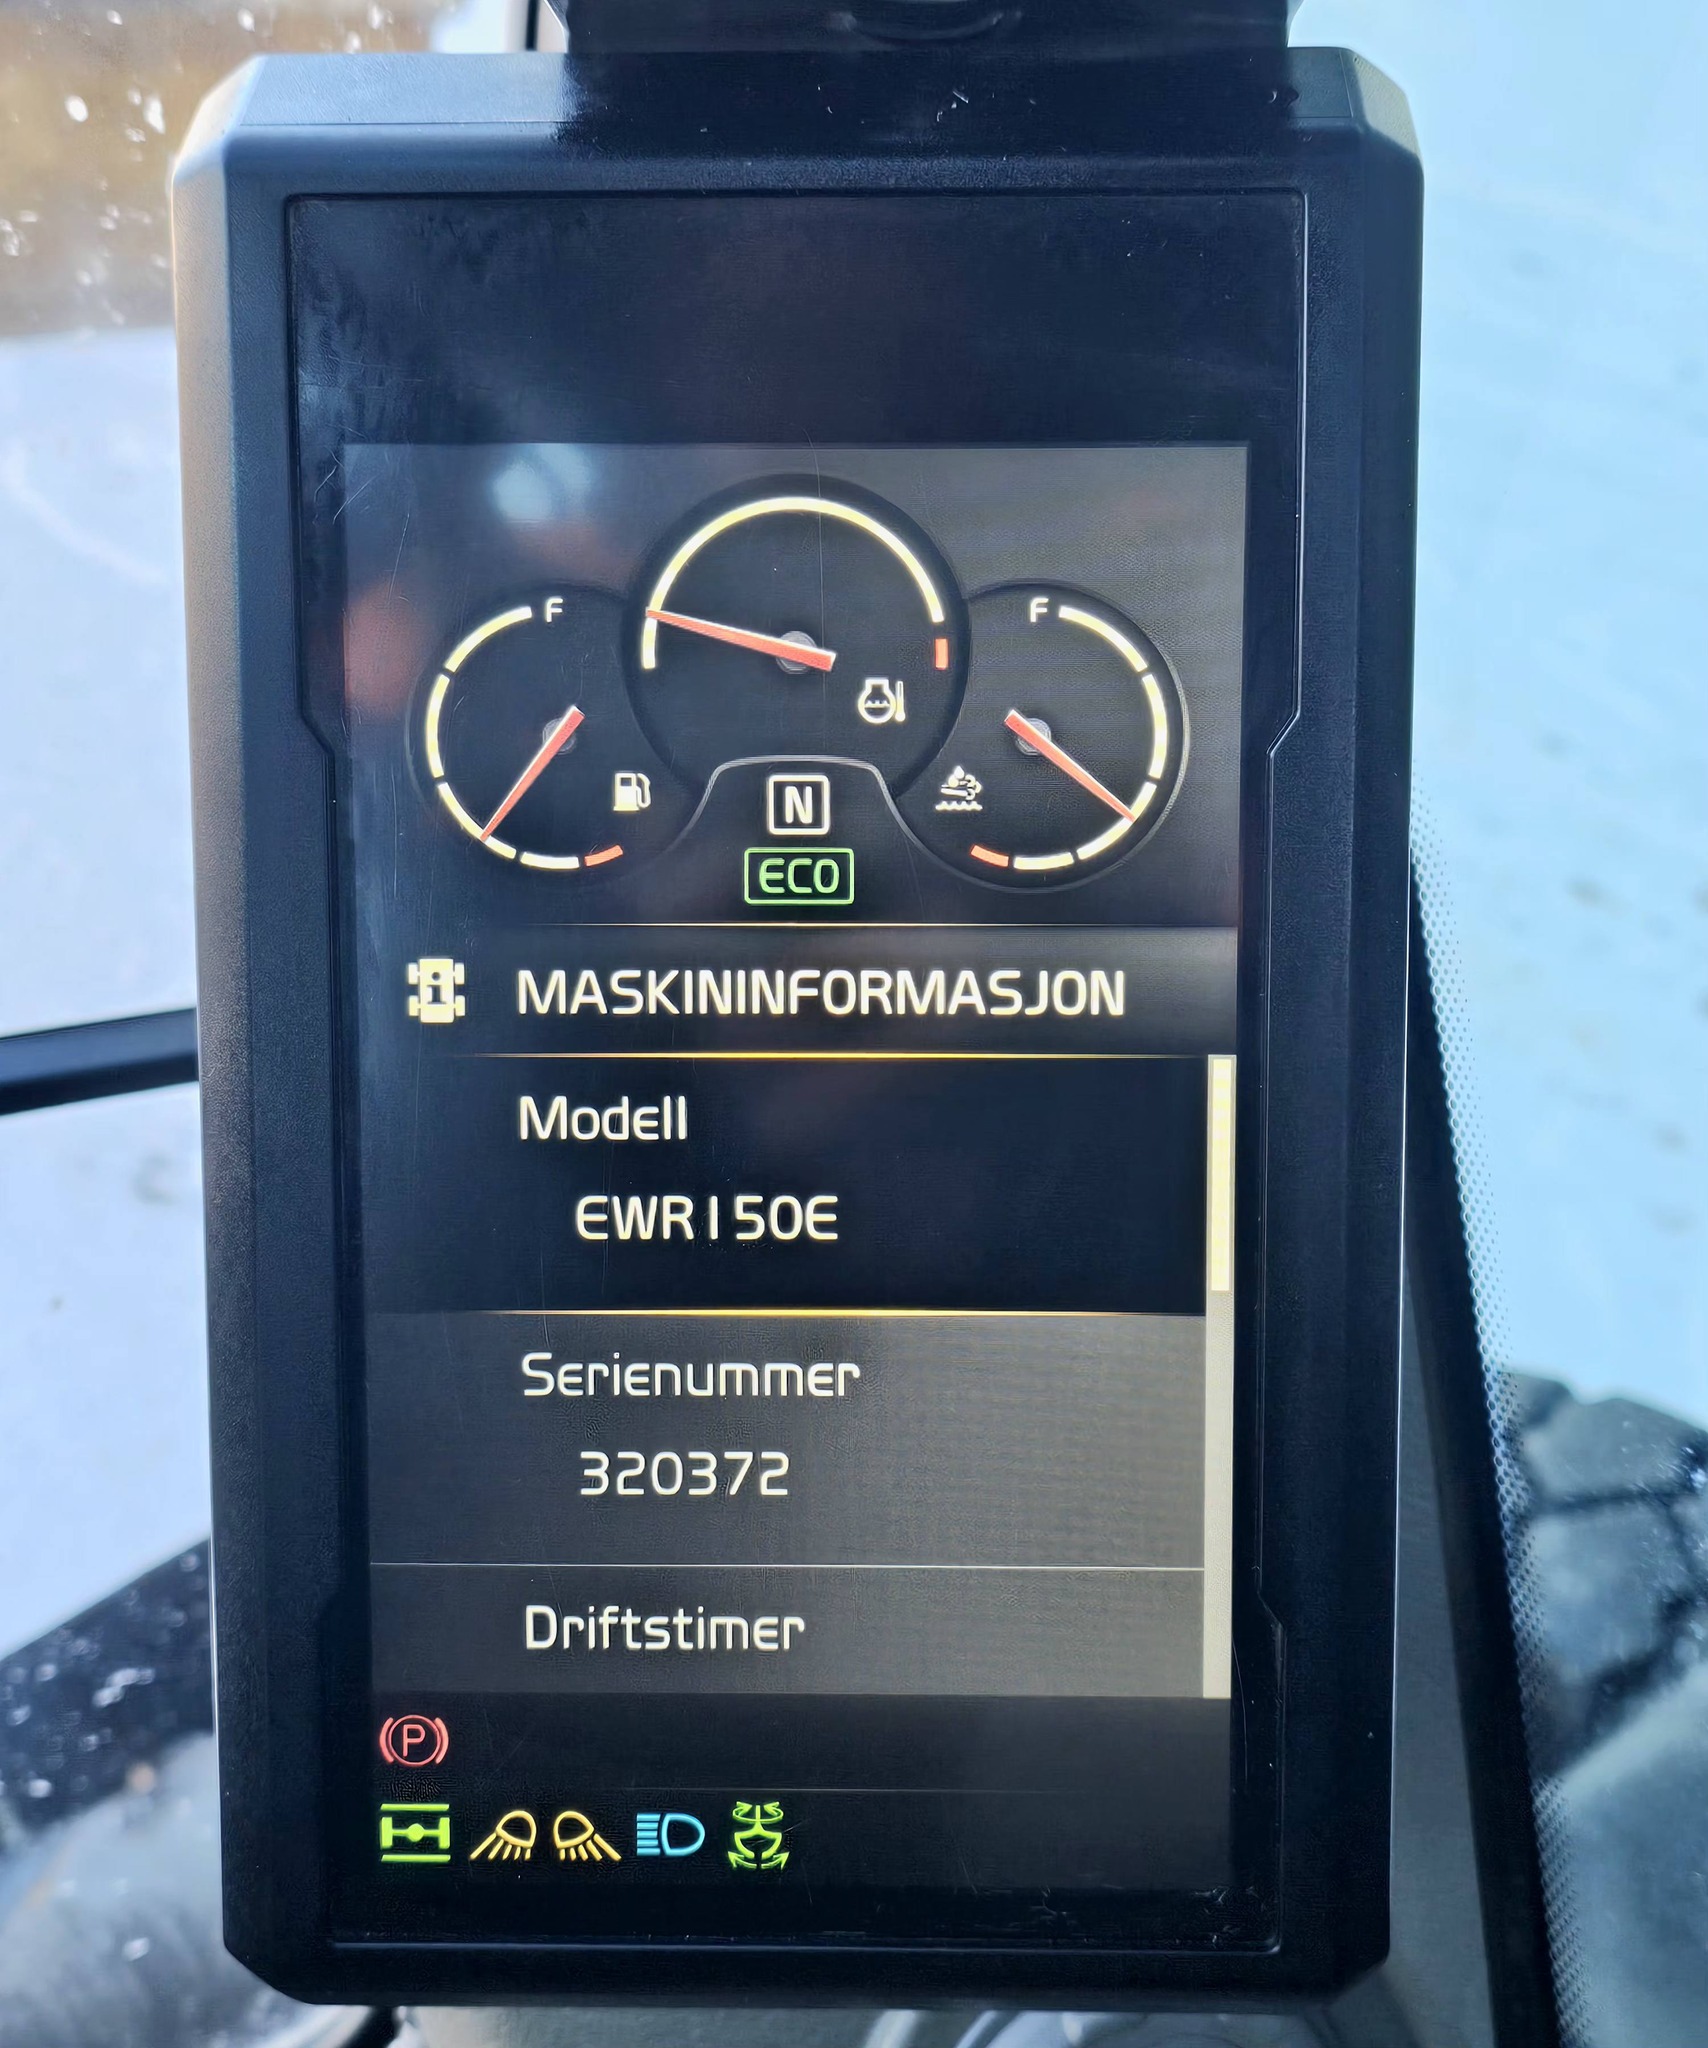 F
F
N
ECO
MASKININFORMASJON
Modell
EWR150E
Serienummer
320372
Driftstimer
P